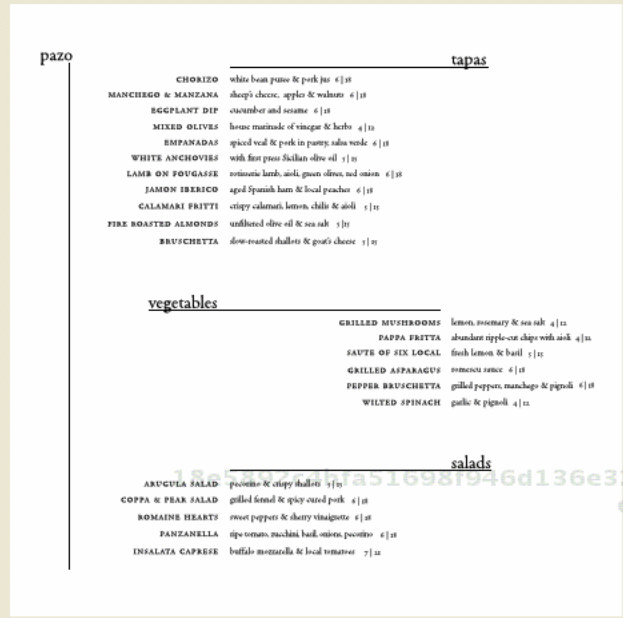 pazo
tapas
CHORIZO white bean puree & pork jus 6 | 18
MANCHEGO & MANZANA sheep's cheese, apples & walnuts 6 | 18
EGGPLANT DIP cucumber and sesame 6 | 18
MIXED OLIVES house marinade of vinegar & herbs 4 | 12
EMPANADAS spiced veal & pork in pastry, salsa verde 6 | 18
WHITE ANCHOVIES with first press Sicilian olive oil 5 | 15
LAMB ON FOUGASSE rotisserie lamb, aioli, green olives, red onion 6 | 18
JAMON IBERICO aged Spanish ham & local peaches 6 | 18
CALAMARI FRITTI crispy calamari, lemon, chilis & aioli 5 | 15
FIRE ROASTED ALMONDS unfiltered olive oil & sea salt 5 | 15
BRUSCHETTA slow-roasted shallots & goat's cheese 5 | 15
vegetables
GRILLED MUSHROOMS lemon, rosemary & sea salt 4 | 12
PAPPA FRITTA abundant ripple-cut chips with aioli 4 | 12
SAUTE OF SIX LOCAL fresh lemon & basil 5 | 15
GRILLED ASPARAGUS romescu sauce 6 | 18
PEPPER BRUSCHETTA grilled peppers, manchego & pignoli 6 | 18
WILTED SPINACH garlic & pignoli 4 | 12
salads
ARUGULA SALAD pecorino & crispy shallots 5 | 15
COPPA & PEAR SALAD grilled fennel & spicy cured pork 6 | 18
ROMAINE HEARTS sweet peppers & sherry vinaigrette 6 | 18
PANZANELLA ripe tomato, zucchini, basil, onions, pecorino 6 | 18
INSALATA CAPRESE buffalo mozzarella & local tomatoes 7 | 21